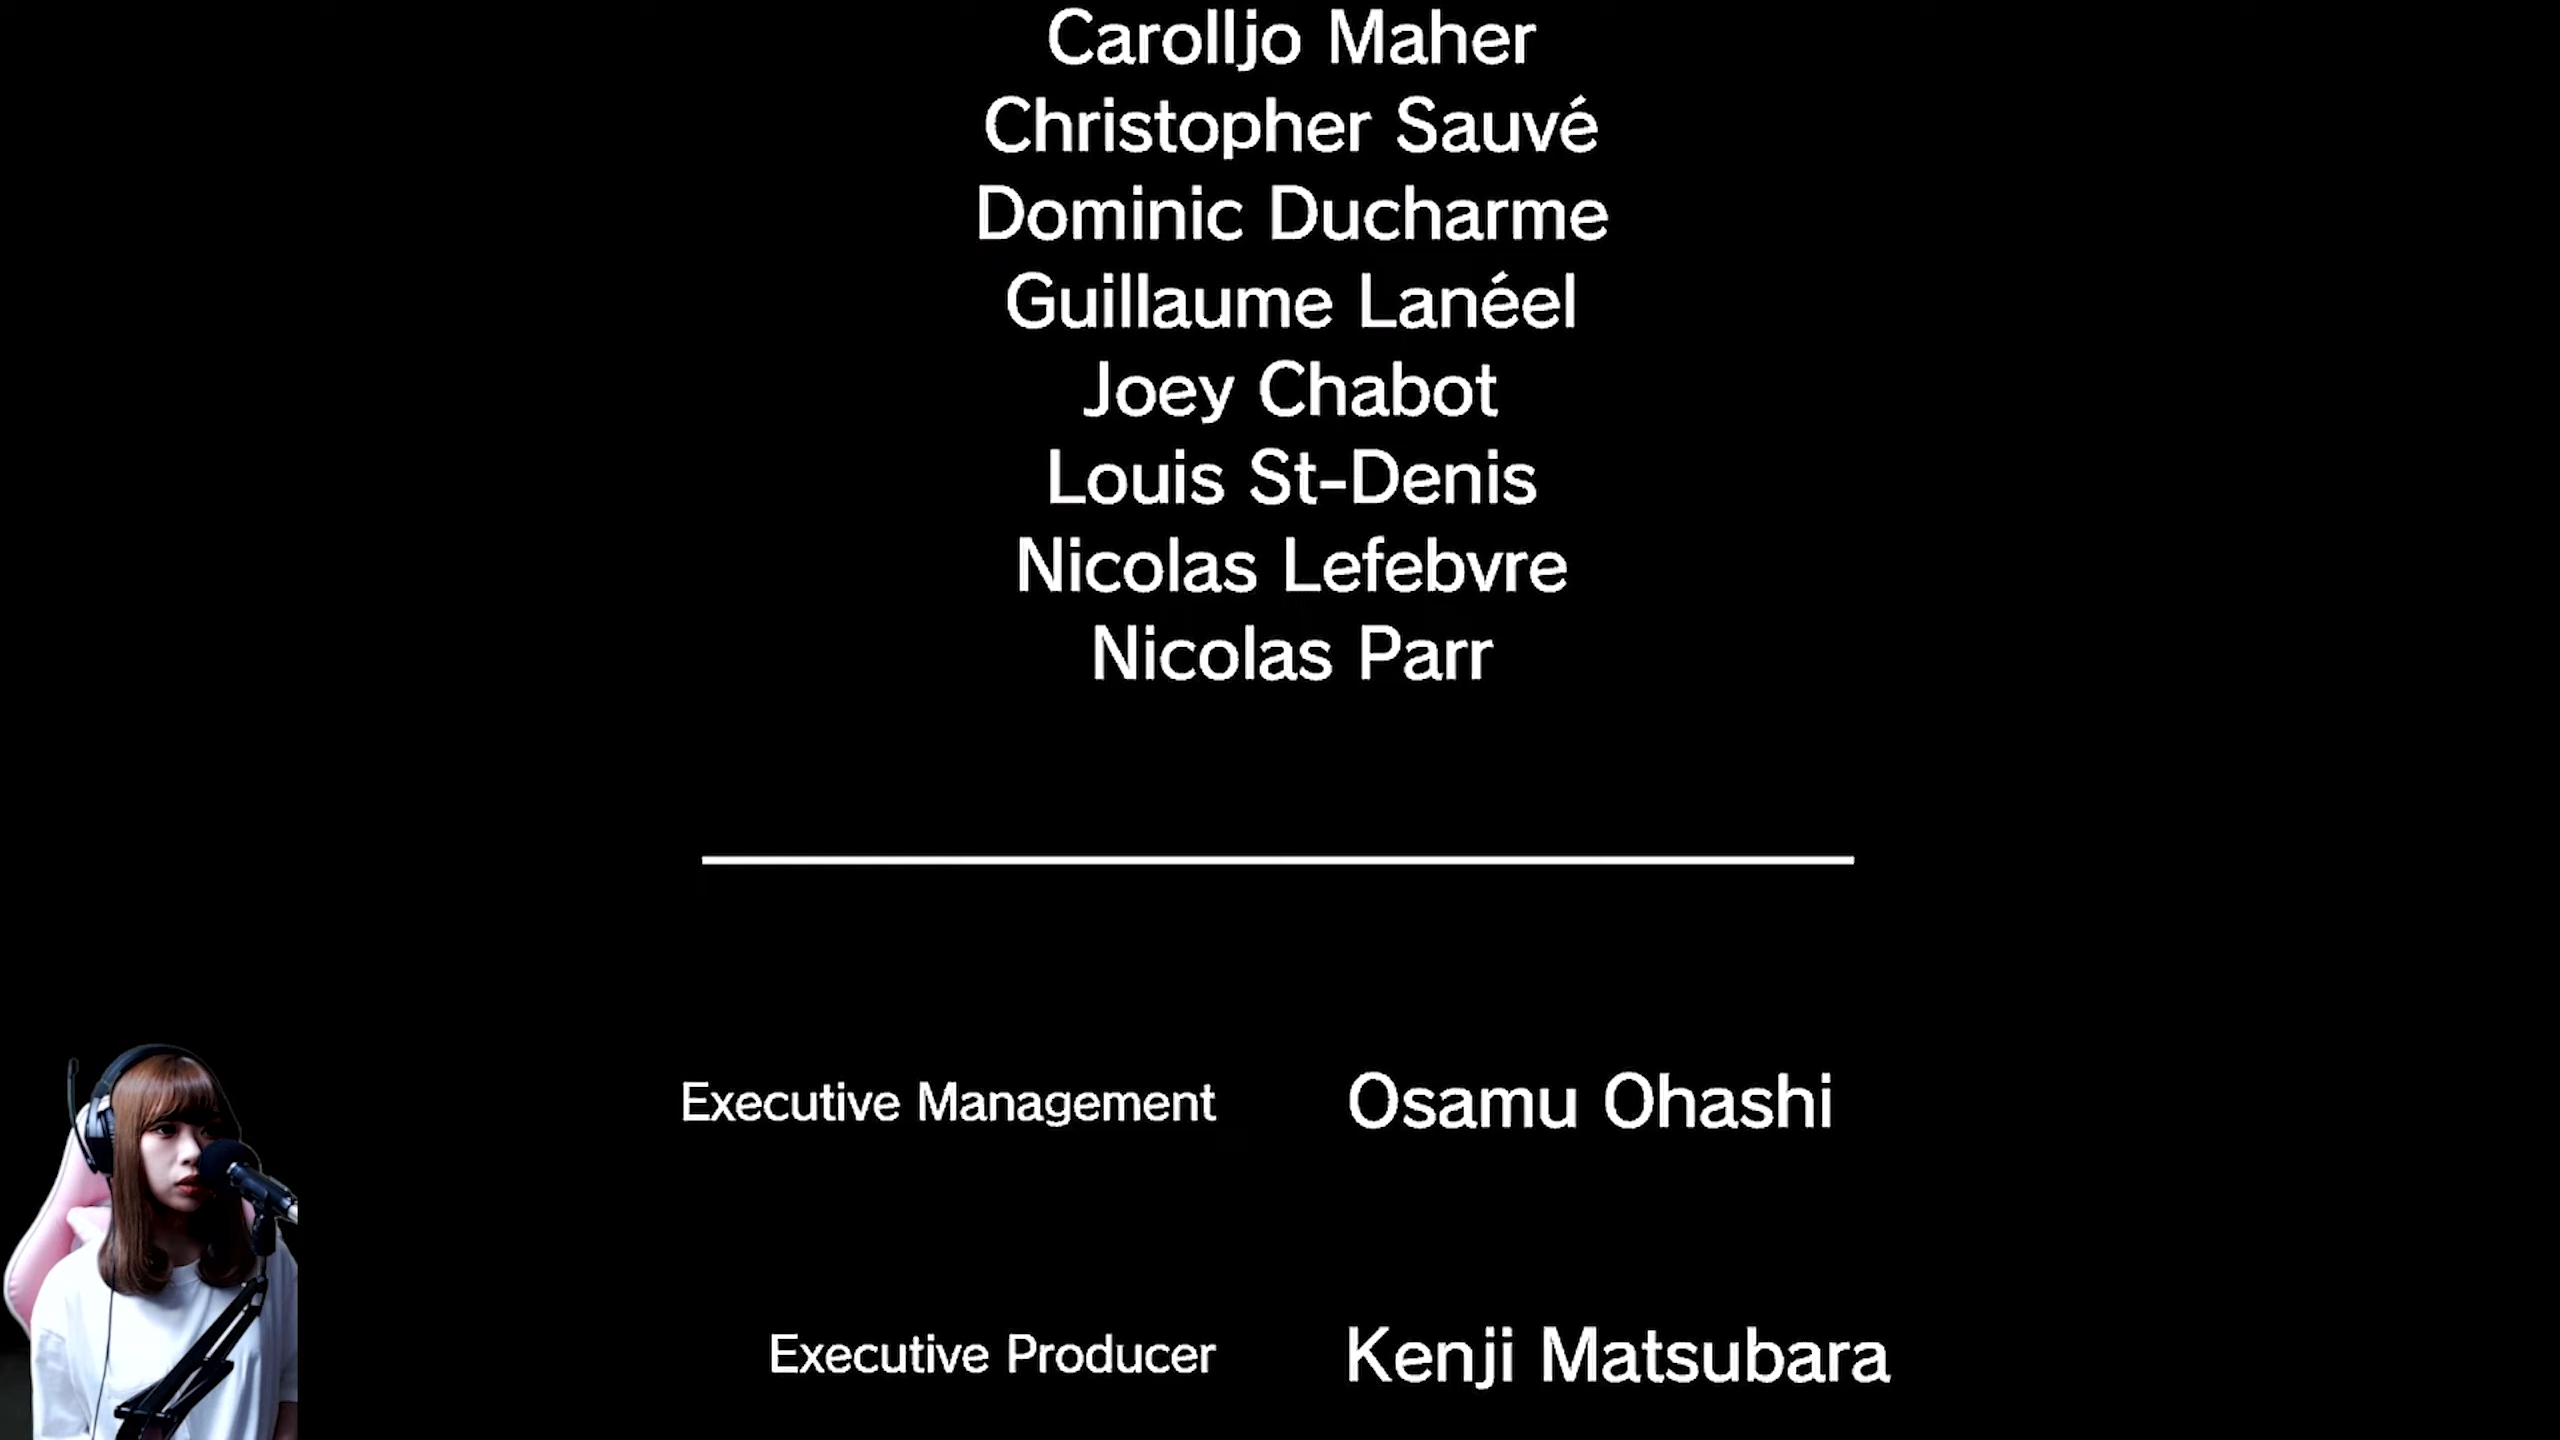 Carolljo Maher
Christopher Sauvé
Dominic Ducharme
Guillaume Lanéel
Joey Chabot
Louis St-Denis
Nicolas Lefebvre
Nicolas Parr
Executive Management Osamu Ohashi
Executive Producer Kenji Matsubara